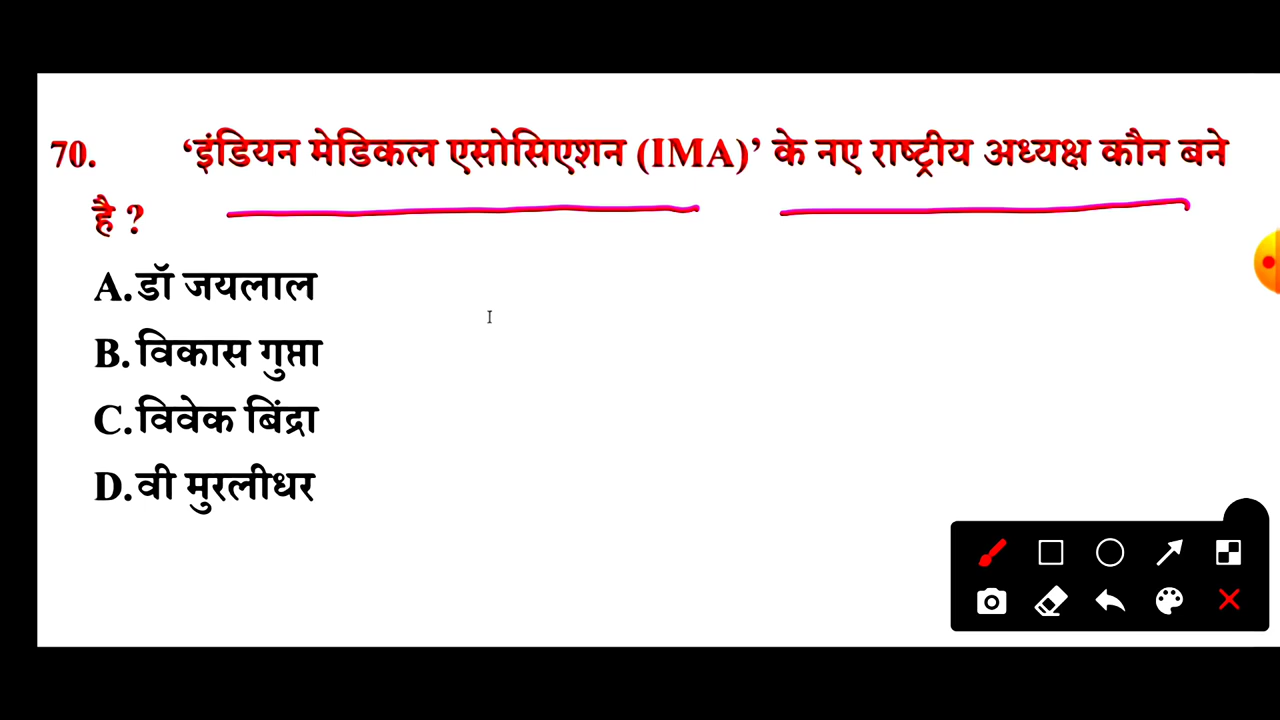 70. ‘इंडियन मेडिकल एसोसिएशन (IMA)’ के नए राष्ट्रीय अध्यक्ष कौन बने
है ?
A. डॉ जयलाल
B. विकास गुप्ता
C. विवेक बिंद्रा
D. वी मुरलीधर